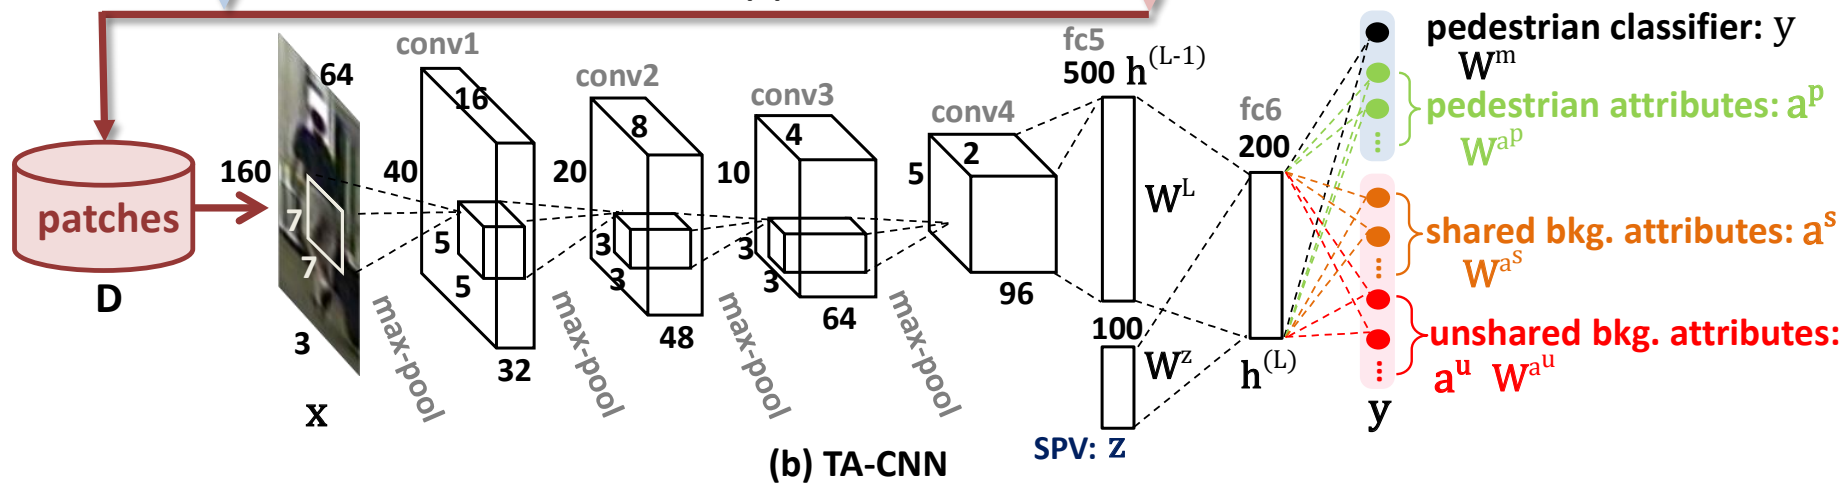 patches
D
160
64
7
7
3
x
conv1
16
40
5
5
32
max-pool
conv2
8
20
3
3
48
max-pool
conv3
4
10
3
3
64
max-pool
conv4
2
5
96
fc5
500 h(L-1)
W^L
100
W^z
SPV: z
fc6
200
h(L)
y
pedestrian classifier: y
W^m
pedestrian attributes: a^p
W^{a^p}
shared bkg. attributes: a^s
W^{a^s}
unshared bkg. attributes:
a^u W^{a^u}
(b) TA-CNN